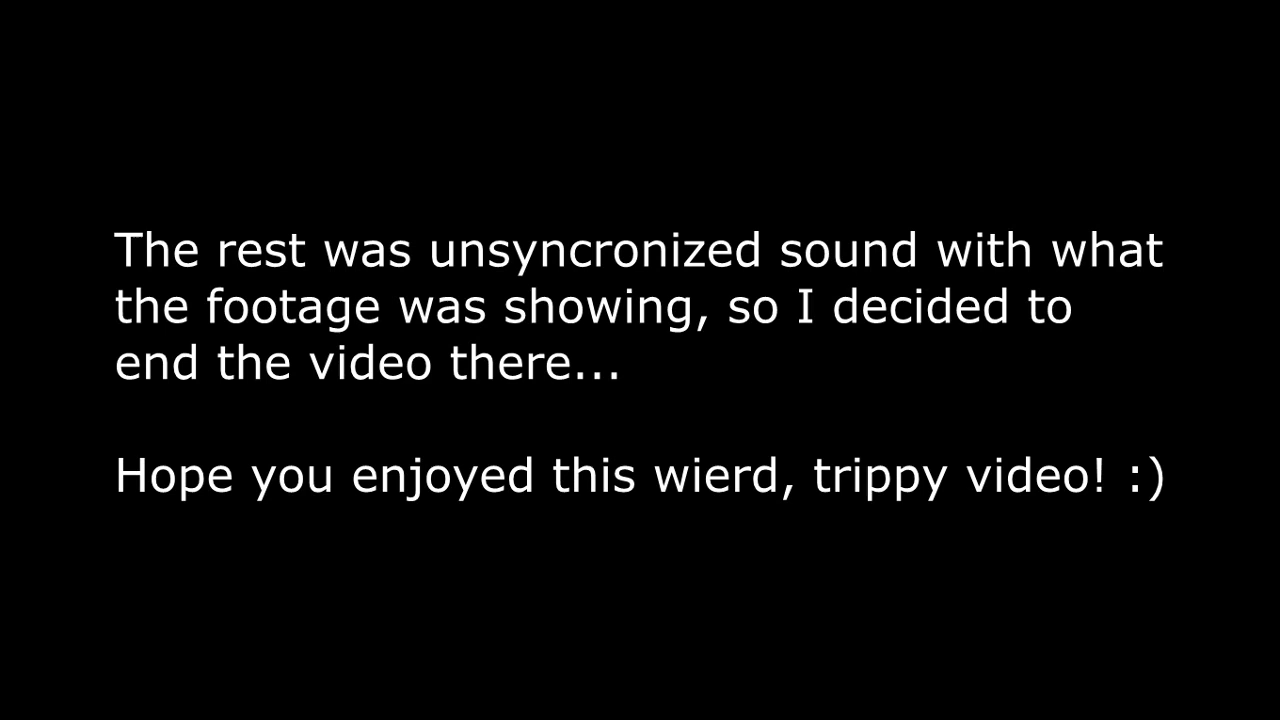 The rest was unsyncronized sound with what
the footage was showing, so I decided to
end the video there...
Hope you enjoyed this wierd, trippy video! :)